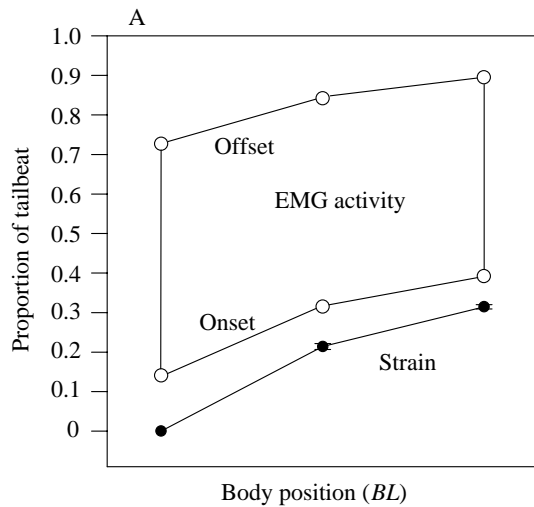 A
1.0
0.9
0.8
0.7
0.6
0.5
0.4
0.3
0.2
0.1
0
Proportion of tailbeat
Offset
EMG activity
Onset
Strain
Body position (BL)